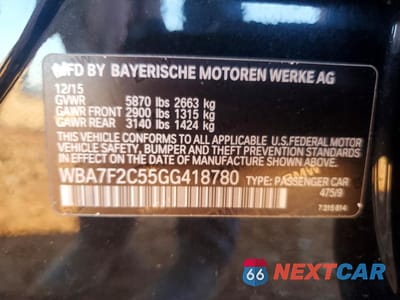 MFD BY BAYERISCHE MOTOREN WERKE AG
12/15
GVWR 5870 lbs 2663 kg
GAWR FRONT 2900 lbs 1315 kg
GAWR REAR 3140 lbs 1424 kg
THIS VEHICLE CONFORMS TO ALL APPLICABLE U.S.FEDERAL MOTOR
VEHICLE SAFETY, BUMPER AND THEFT PREVENTION STANDARDS
IN EFFECT ON THE DATE OF MANUFACTURE SHOWN ABOVE.
WBA7F2C55GG418780 TYPE: PASSENGER CAR
475/9
BMW
66 NEXTCAR